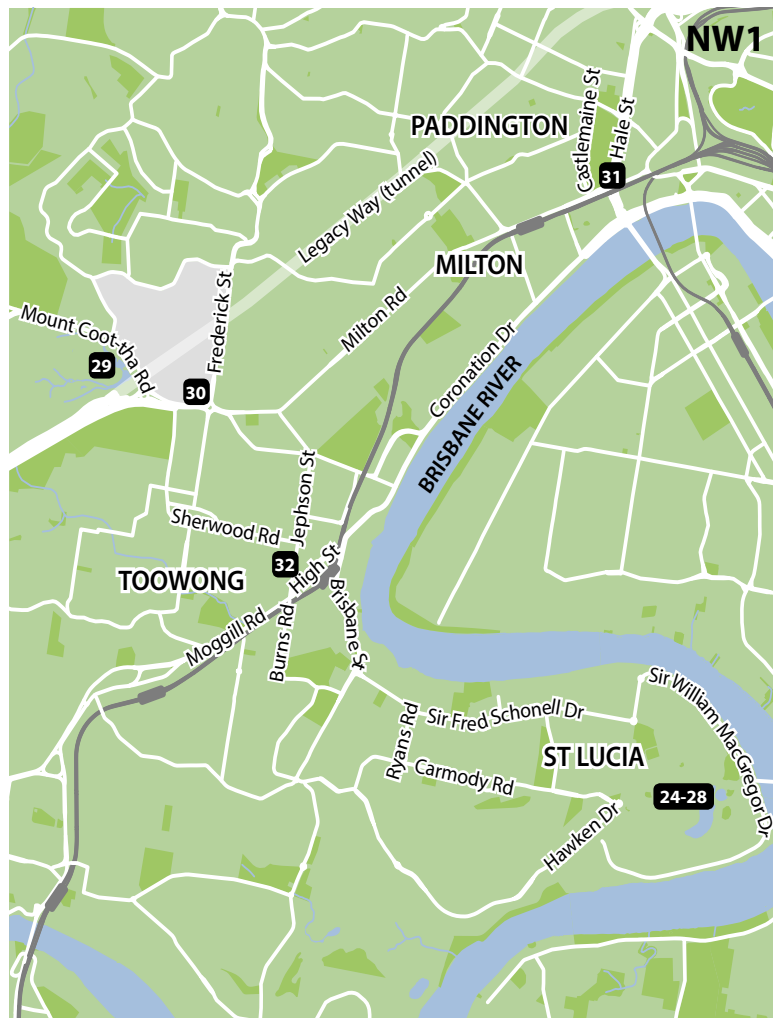 NW1
PADDINGTON
Castlemaine St
Hale St
31
Legacy Way (tunnel)
MILTON
Frederick St
Milton Rd
Mount Coot-tha Rd
29
30
Coronation Dr
BRISBANE RIVER
Jephson St
Sherwood Rd
32
High St
TOOWONG
Brisbane St
Burns Rd
Moggill Rd
Sir William MacGregor Dr
Sir Fred Schonell Dr
Ryans Rd
ST LUCIA
Carmody Rd
24-28
Hawken Dr